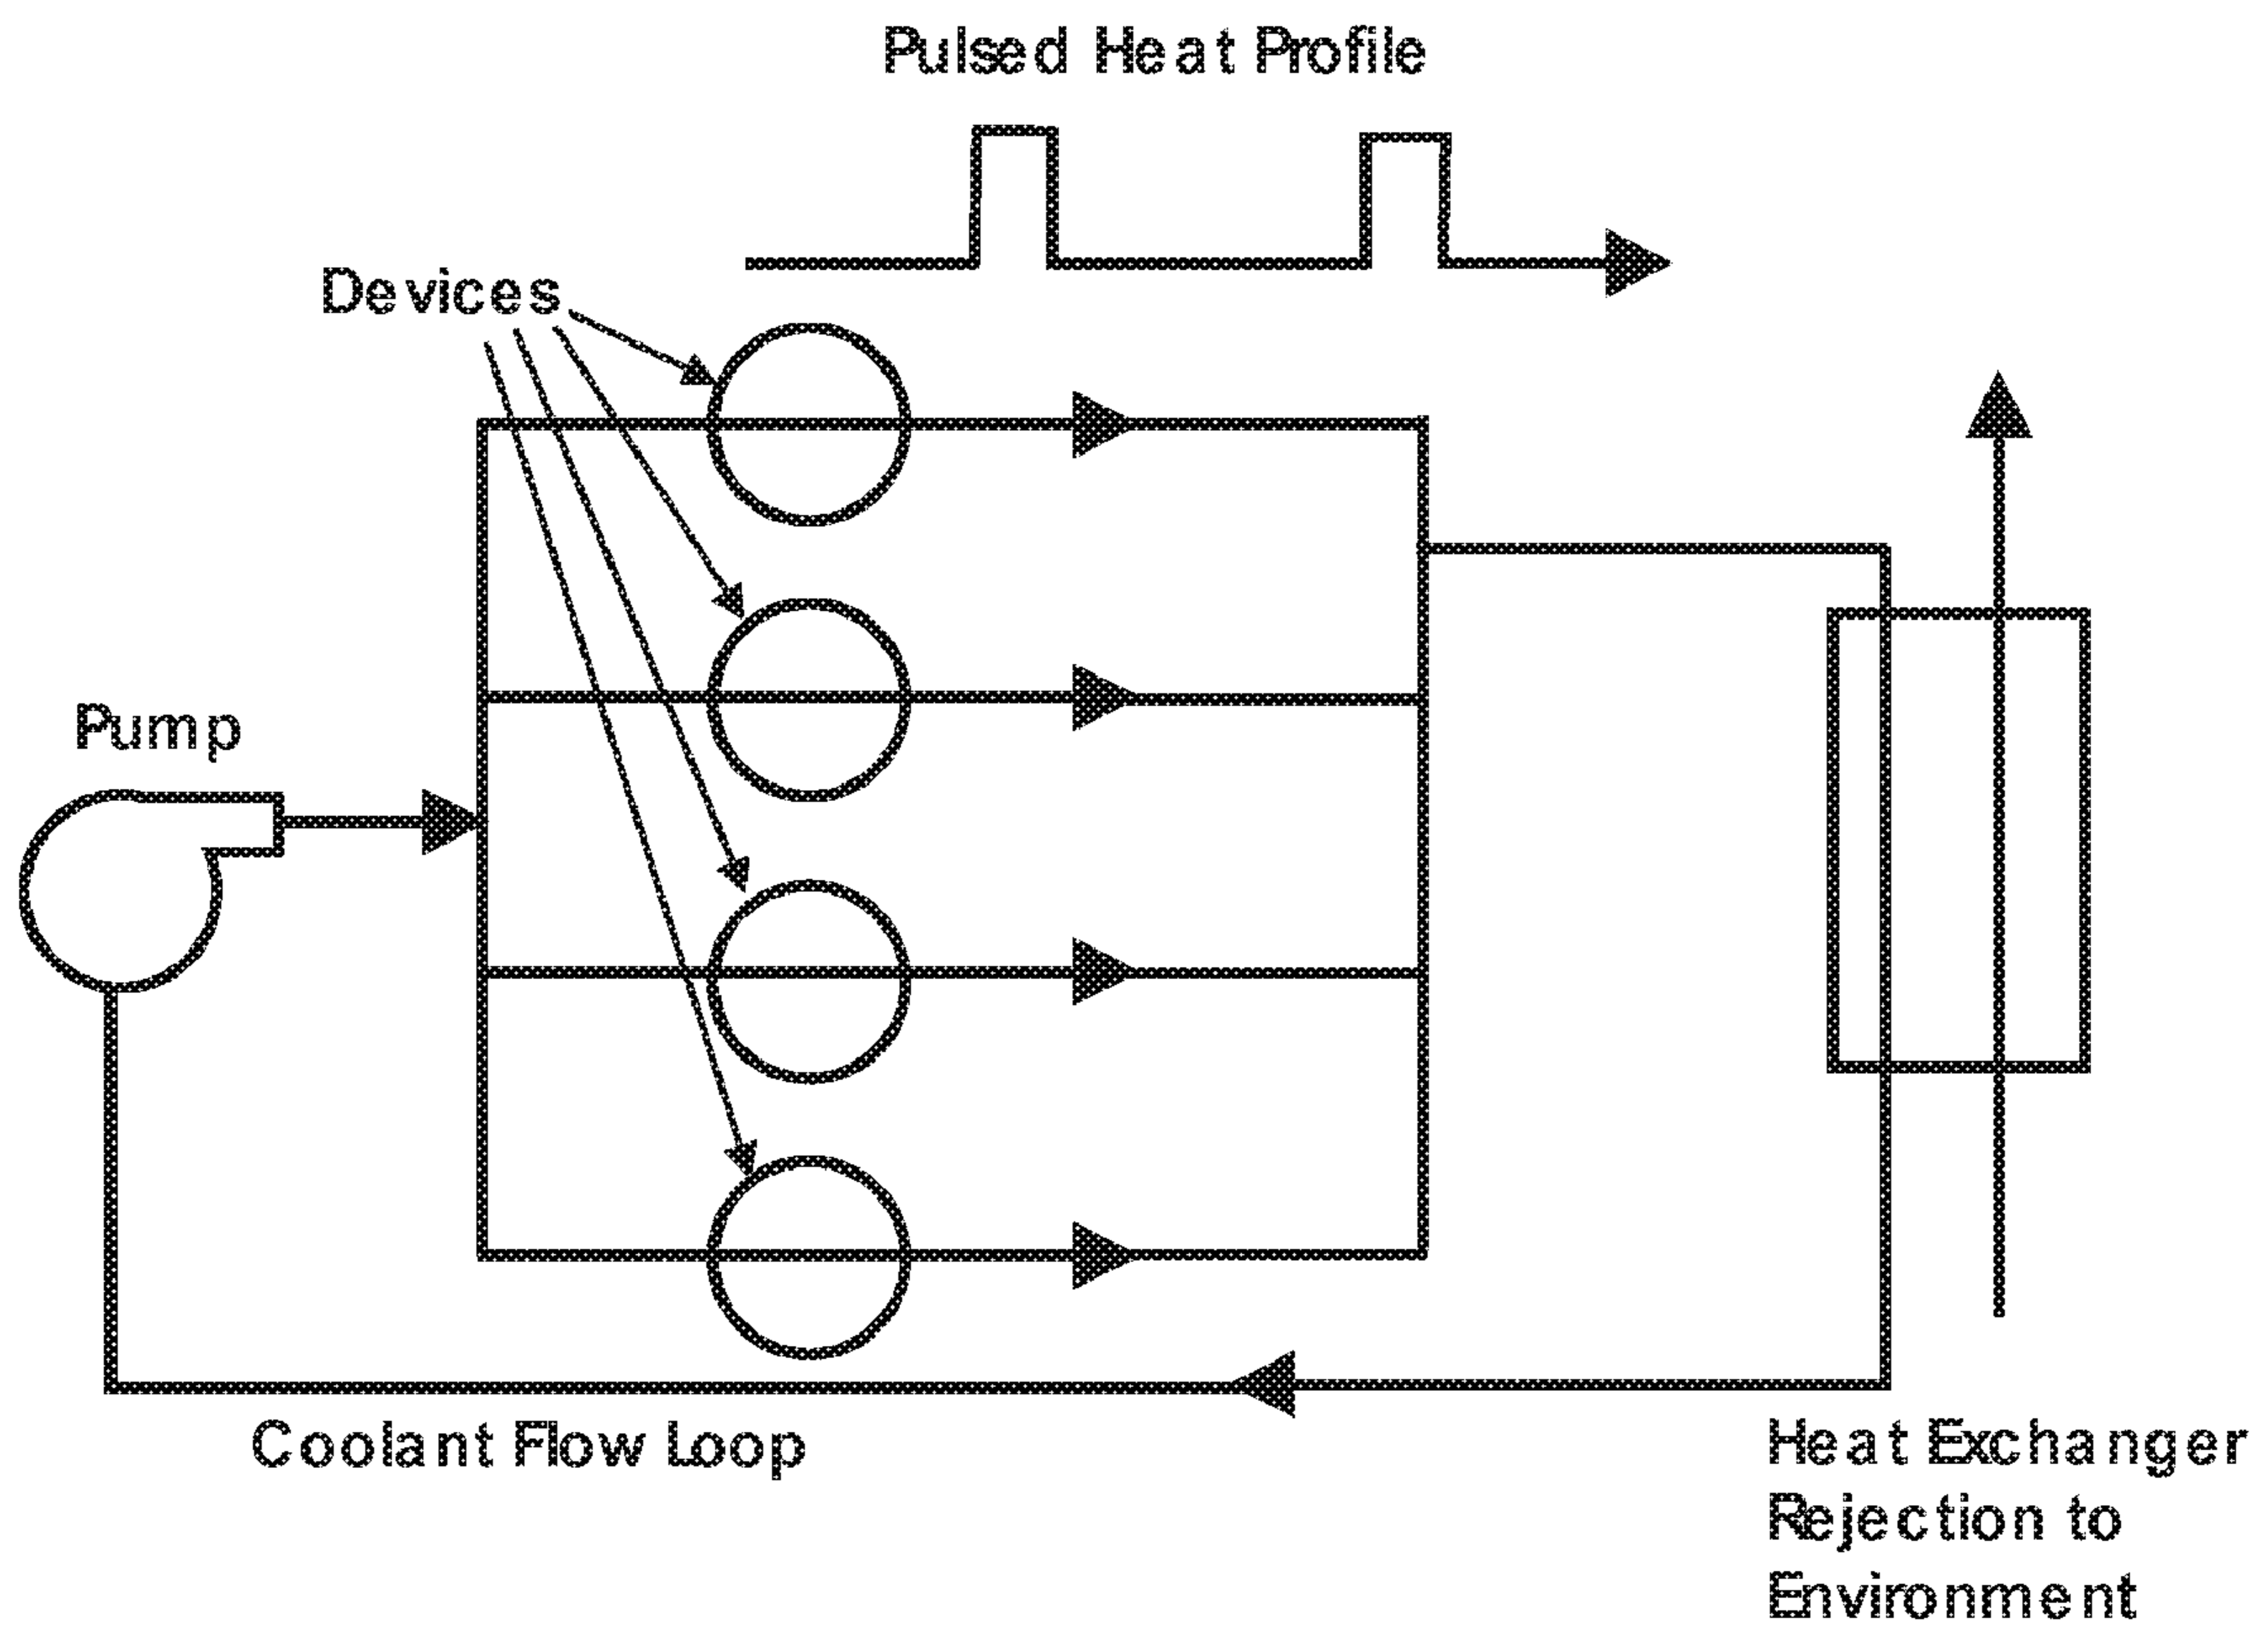 Pulsed Heat Profile
Devices
Pump
Coolant Flow Loop
Heat Exchanger
Rejection to
Environment